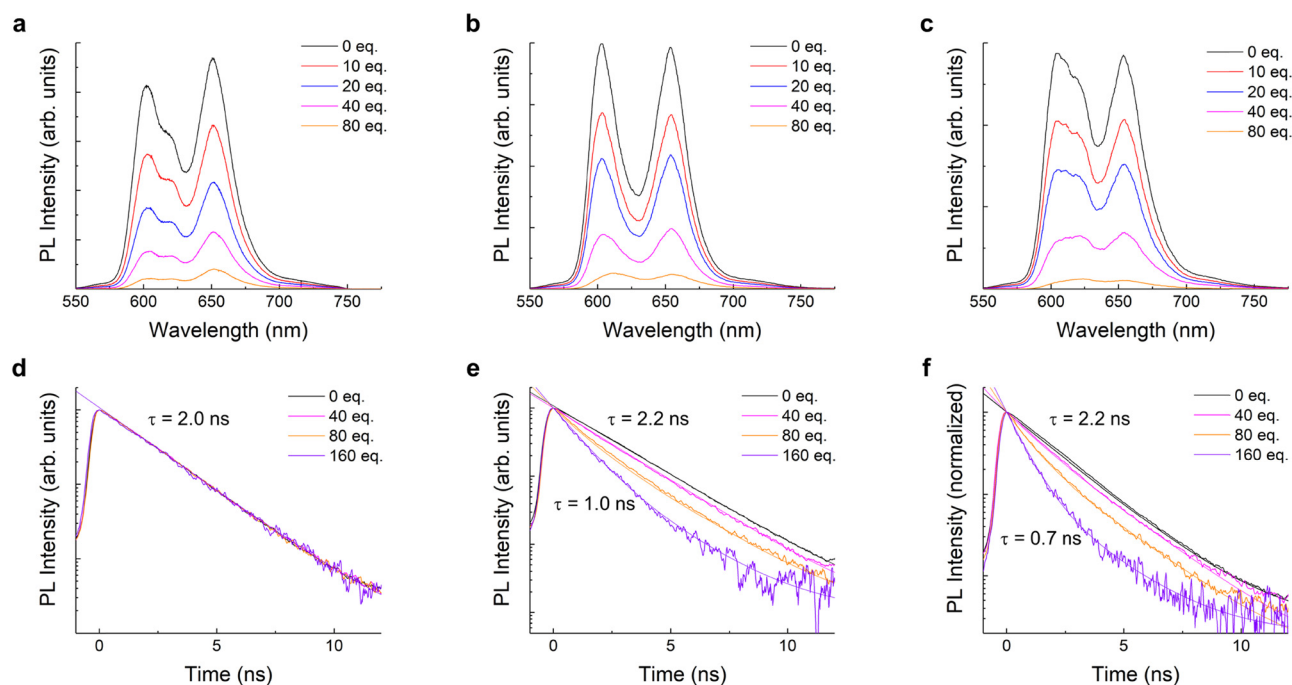 a
PL Intensity (arb. units)
0 eq.
10 eq.
20 eq.
40 eq.
80 eq.
550 600 650 700 750
Wavelength (nm)
b
PL Intensity (arb. units)
0 eq.
10 eq.
20 eq.
40 eq.
80 eq.
550 600 650 700 750
Wavelength (nm)
c
PL Intensity (arb. units)
0 eq.
10 eq.
20 eq.
40 eq.
80 eq.
550 600 650 700 750
Wavelength (nm)
d
PL Intensity (arb. units)
τ = 2.0 ns
0 eq.
40 eq.
80 eq.
160 eq.
0 5 10
Time (ns)
e
PL Intensity (arb. units)
τ = 2.2 ns
τ = 1.0 ns
0 eq.
40 eq.
80 eq.
160 eq.
0 5 10
Time (ns)
f
PL Intensity (normalized)
τ = 2.2 ns
τ = 0.7 ns
0 eq.
40 eq.
80 eq.
160 eq.
0 5 10
Time (ns)